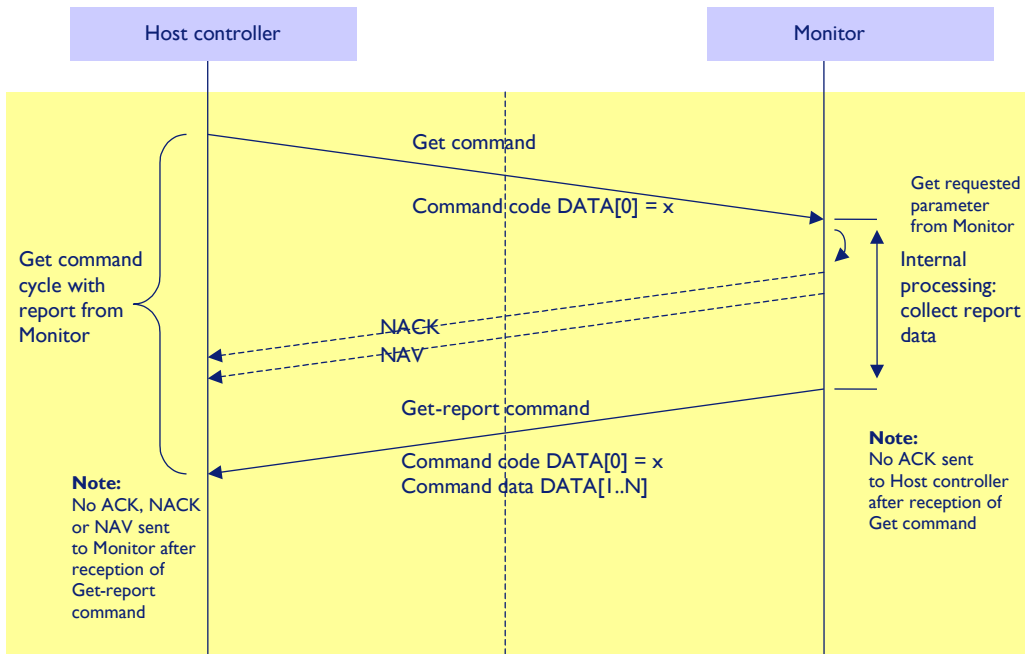 Host controller
Monitor
Get command
Command code DATA[0] = x
Get requested
parameter
from Monitor
Get command
cycle with
report from
Monitor
Internal
processing:
collect report
data
NACK
NAV
Get-report command
Command code DATA[0] = x
Command data DATA[1..N]
Note:
No ACK sent
to Host controller
after reception of
Get command
Note:
No ACK, NACK
or NAV sent
to Monitor after
reception of
Get-report
command